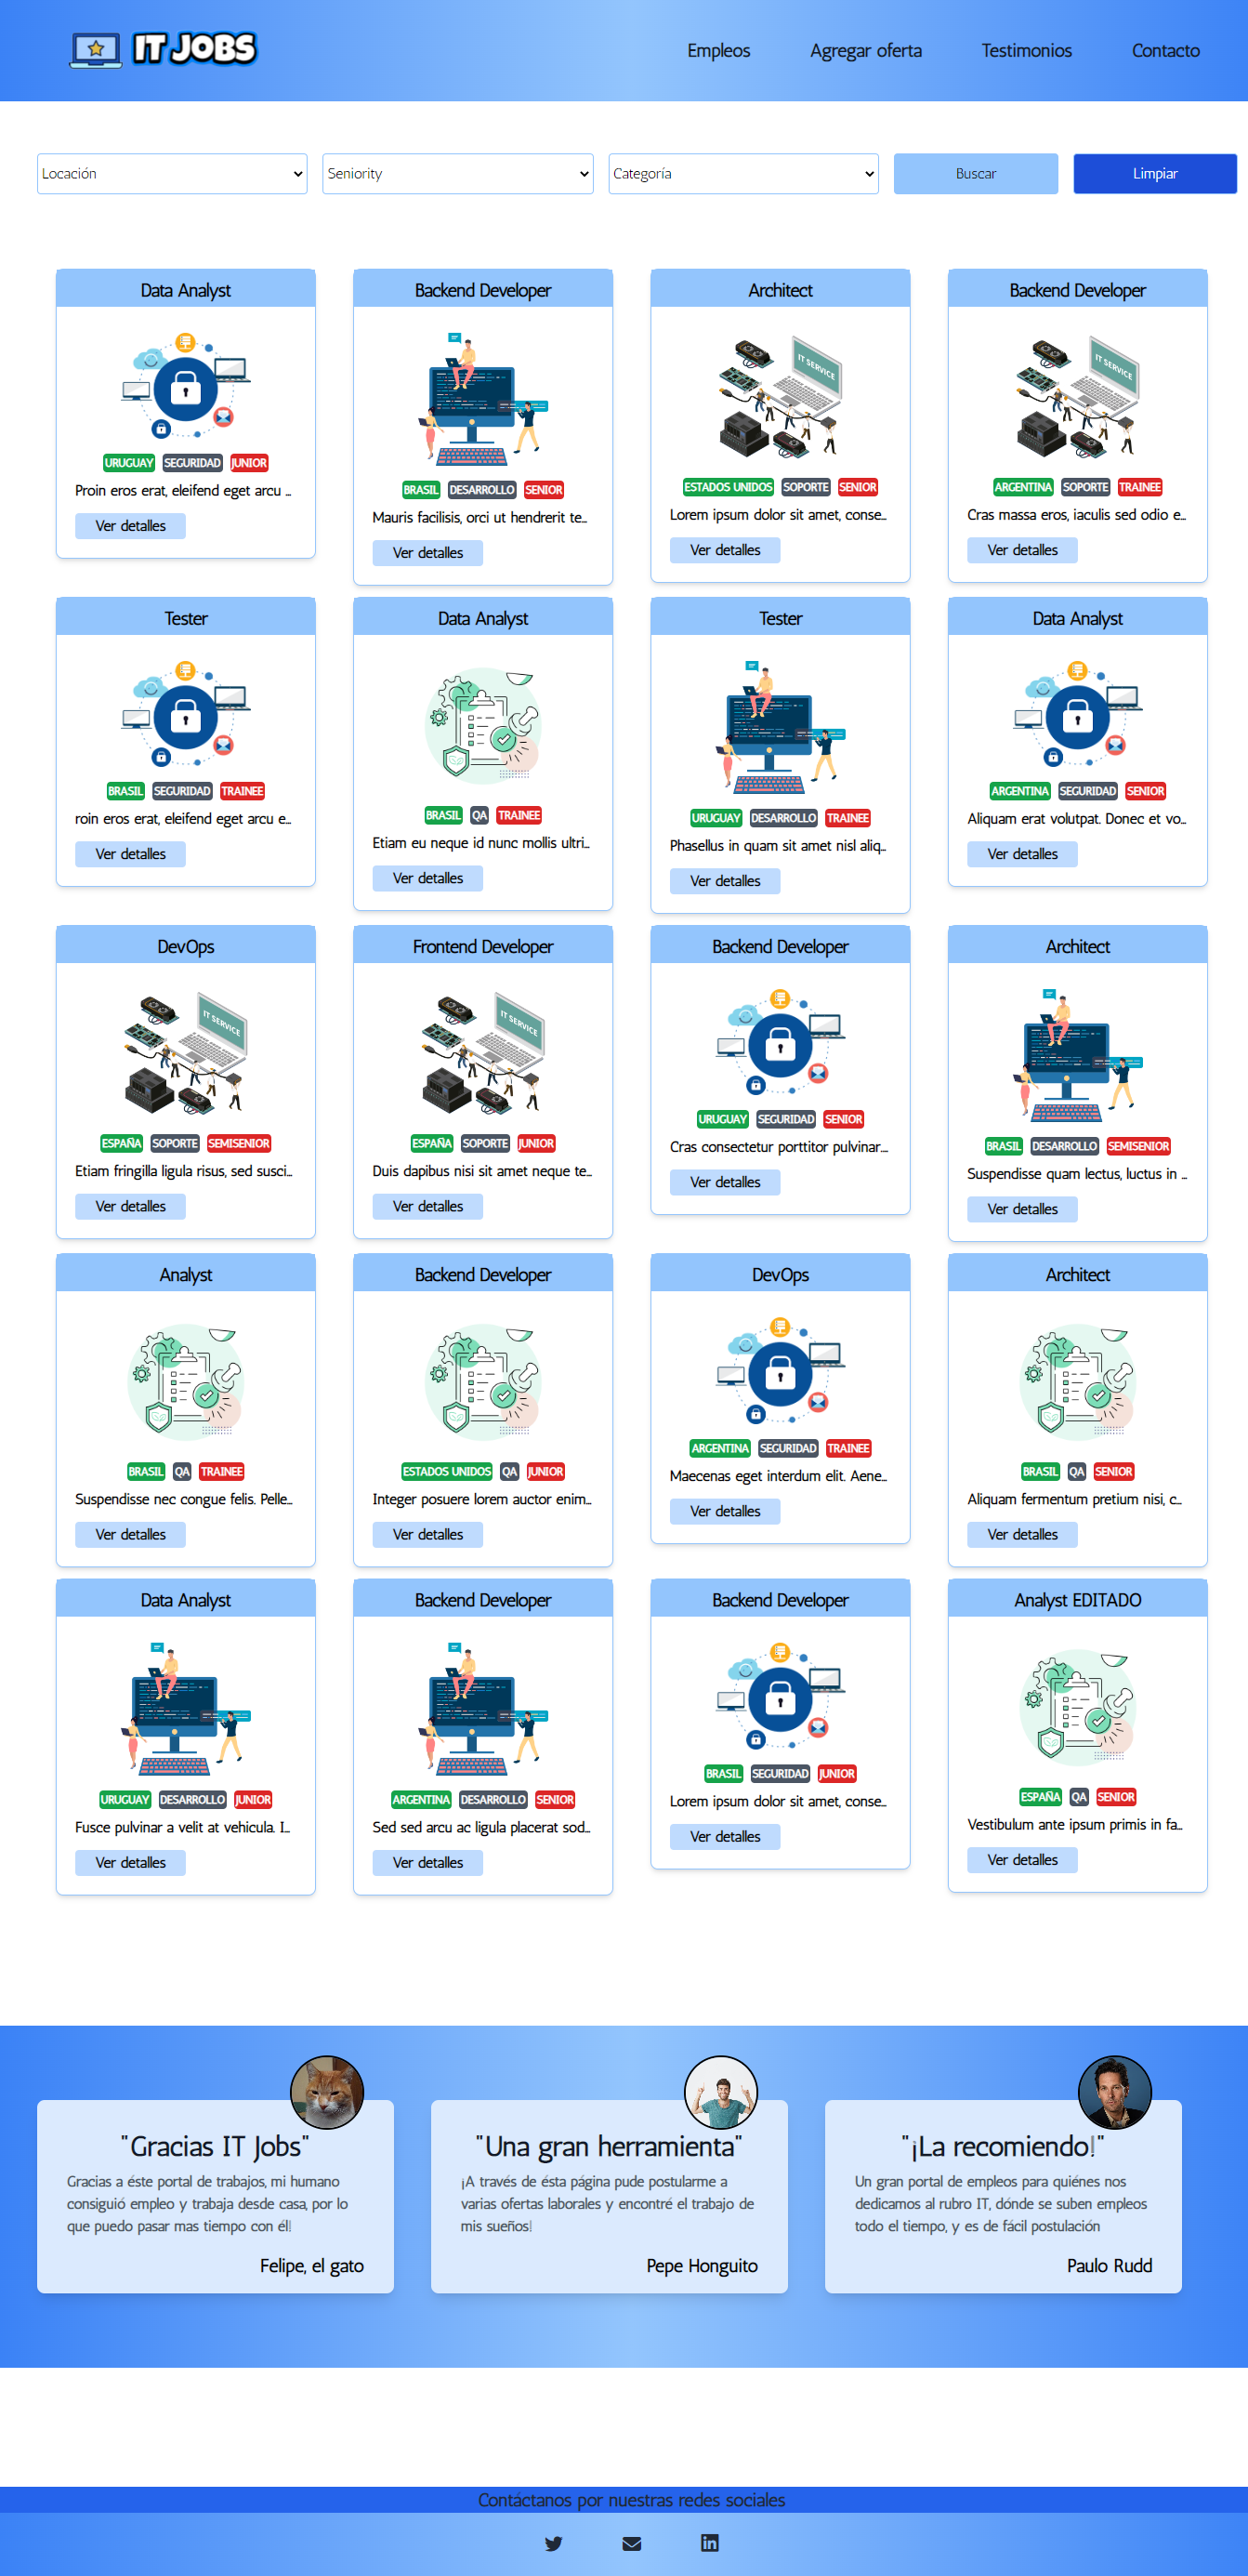 IT JOBS
Empleos Agregar oferta Testimonios Contacto
Locación Seniority Categoría Buscar Limpiar
Data Analyst
URUGUAY SEGURIDAD JUNIOR
Proin eros erat, eleifend eget arcu ...
Ver detalles
Backend Developer
BRASIL DESARROLLO SENIOR
Mauris facilisis, orci ut hendrerit te...
Ver detalles
Architect
IT SERVICE
ESTADOS UNIDOS SOPORTE SENIOR
Lorem ipsum dolor sit amet, conse...
Ver detalles
Backend Developer
IT SERVICE
ARGENTINA SOPORTE TRAINEE
Cras massa eros, iaculis sed odio e...
Ver detalles
Tester
BRASIL SEGURIDAD TRAINEE
roin eros erat, eleifend eget arcu e...
Ver detalles
Data Analyst
BRASIL QA TRAINEE
Etiam eu neque id nunc mollis ultri...
Ver detalles
Tester
URUGUAY DESARROLLO TRAINEE
Phasellus in quam sit amet nisl aliq...
Ver detalles
Data Analyst
ARGENTINA SEGURIDAD SENIOR
Aliquam erat volutpat. Donec et vo...
Ver detalles
DevOps
IT SERVICE
ESPAÑA SOPORTE SEMISENIOR
Etiam fringilla ligula risus, sed susci...
Ver detalles
Frontend Developer
IT SERVICE
ESPAÑA SOPORTE JUNIOR
Duis dapibus nisi sit amet neque te...
Ver detalles
Backend Developer
URUGUAY SEGURIDAD SENIOR
Cras consectetur porttitor pulvinar....
Ver detalles
Architect
BRASIL DESARROLLO SEMISENIOR
Suspendisse quam lectus, luctus in ...
Ver detalles
Analyst
BRASIL QA TRAINEE
Suspendisse nec congue felis. Pelle...
Ver detalles
Backend Developer
ESTADOS UNIDOS QA JUNIOR
Integer posuere lorem auctor enim...
Ver detalles
DevOps
ARGENTINA SEGURIDAD TRAINEE
Maecenas eget interdum elit. Aene...
Ver detalles
Architect
BRASIL QA SENIOR
Aliquam fermentum pretium nisi, c...
Ver detalles
Data Analyst
URUGUAY DESARROLLO JUNIOR
Fusce pulvinar a velit at vehicula. I...
Ver detalles
Backend Developer
ARGENTINA DESARROLLO SENIOR
Sed sed arcu ac ligula placerat sod...
Ver detalles
Backend Developer
BRASIL SEGURIDAD JUNIOR
Lorem ipsum dolor sit amet, conse...
Ver detalles
Analyst EDITADO
ESPAÑA QA SENIOR
Vestibulum ante ipsum primis in fa...
Ver detalles
"Gracias IT Jobs"
Gracias a éste portal de trabajos, mi humano
consiguió empleo y trabaja desde casa, por lo
que puedo pasar mas tiempo con él!
Felipe, el gato
"Una gran herramienta"
¡A través de ésta página pude postularme a
varias ofertas laborales y encontré el trabajo de
mis sueños!
Pepe Honguito
"¡La recomiendo!"
Un gran portal de empleos para quiénes nos
dedicamos al rubro IT, dónde se suben empleos
todo el tiempo, y es de fácil postulación
Paulo Rudd
Contáctanos por nuestras redes sociales